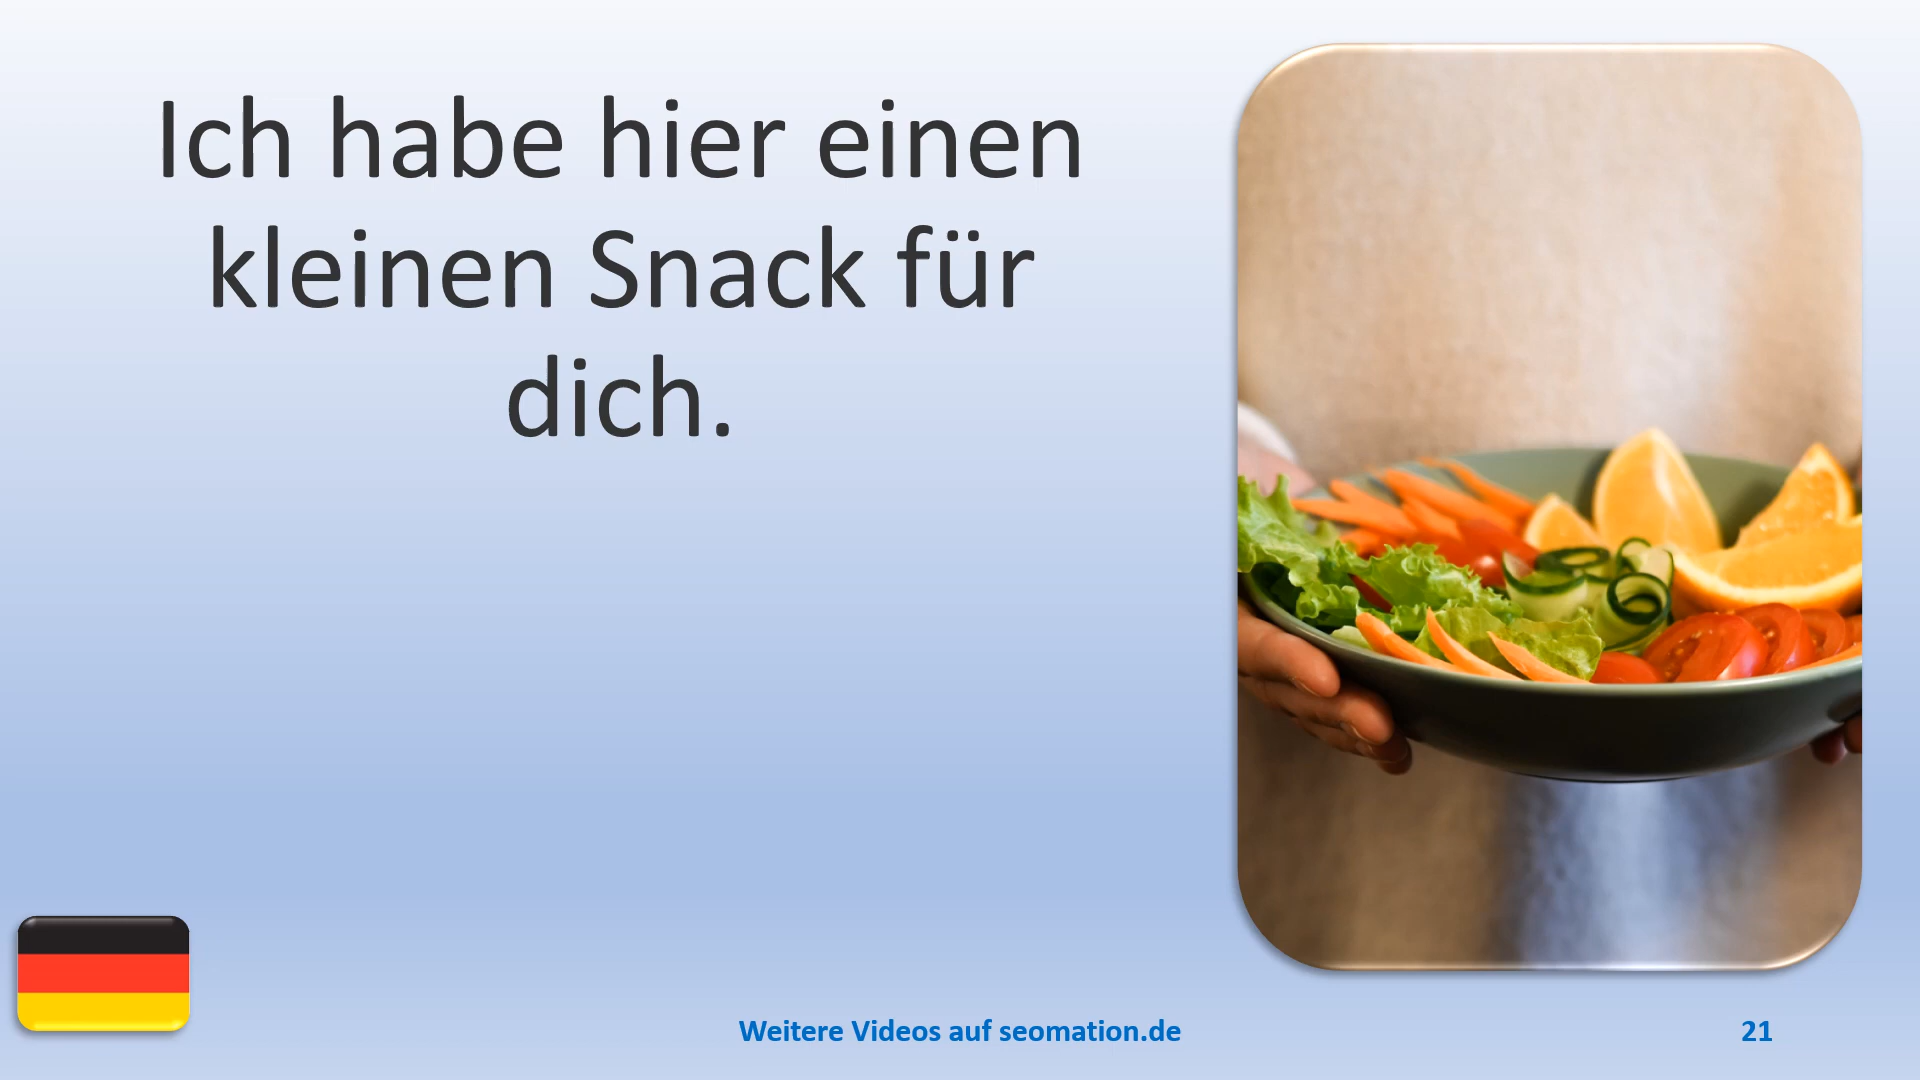 Ich habe hier einen
kleinen Snack für
dich.
Weitere Videos auf seomation.de
21